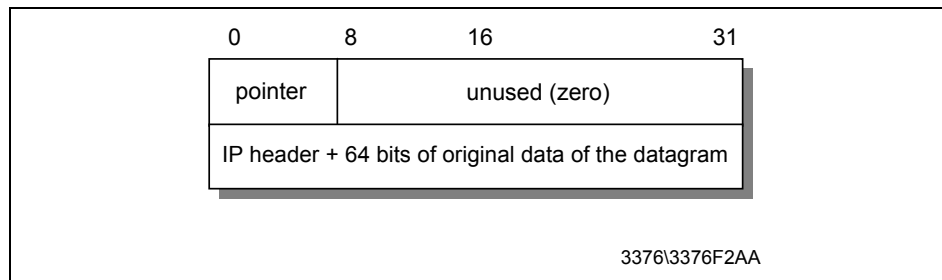 0 8 16 31
pointer unused (zero)
IP header + 64 bits of original data of the datagram
3376\3376F2AA